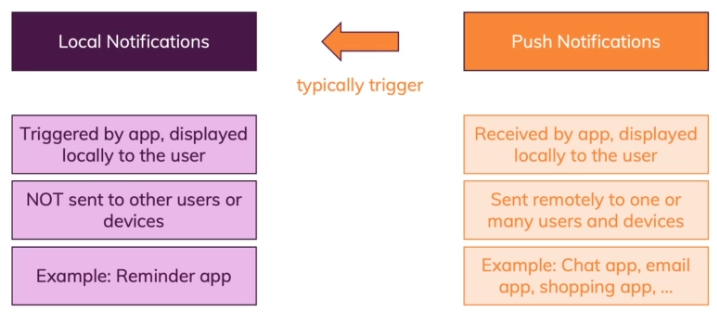 Local Notifications
typically trigger
Push Notifications
Triggered by app, displayed
locally to the user
NOT sent to other users or
devices
Example: Reminder app
Received by app, displayed
locally to the user
Sent remotely to one or
many users and devices
Example: Chat app, email
app, shopping app, ...